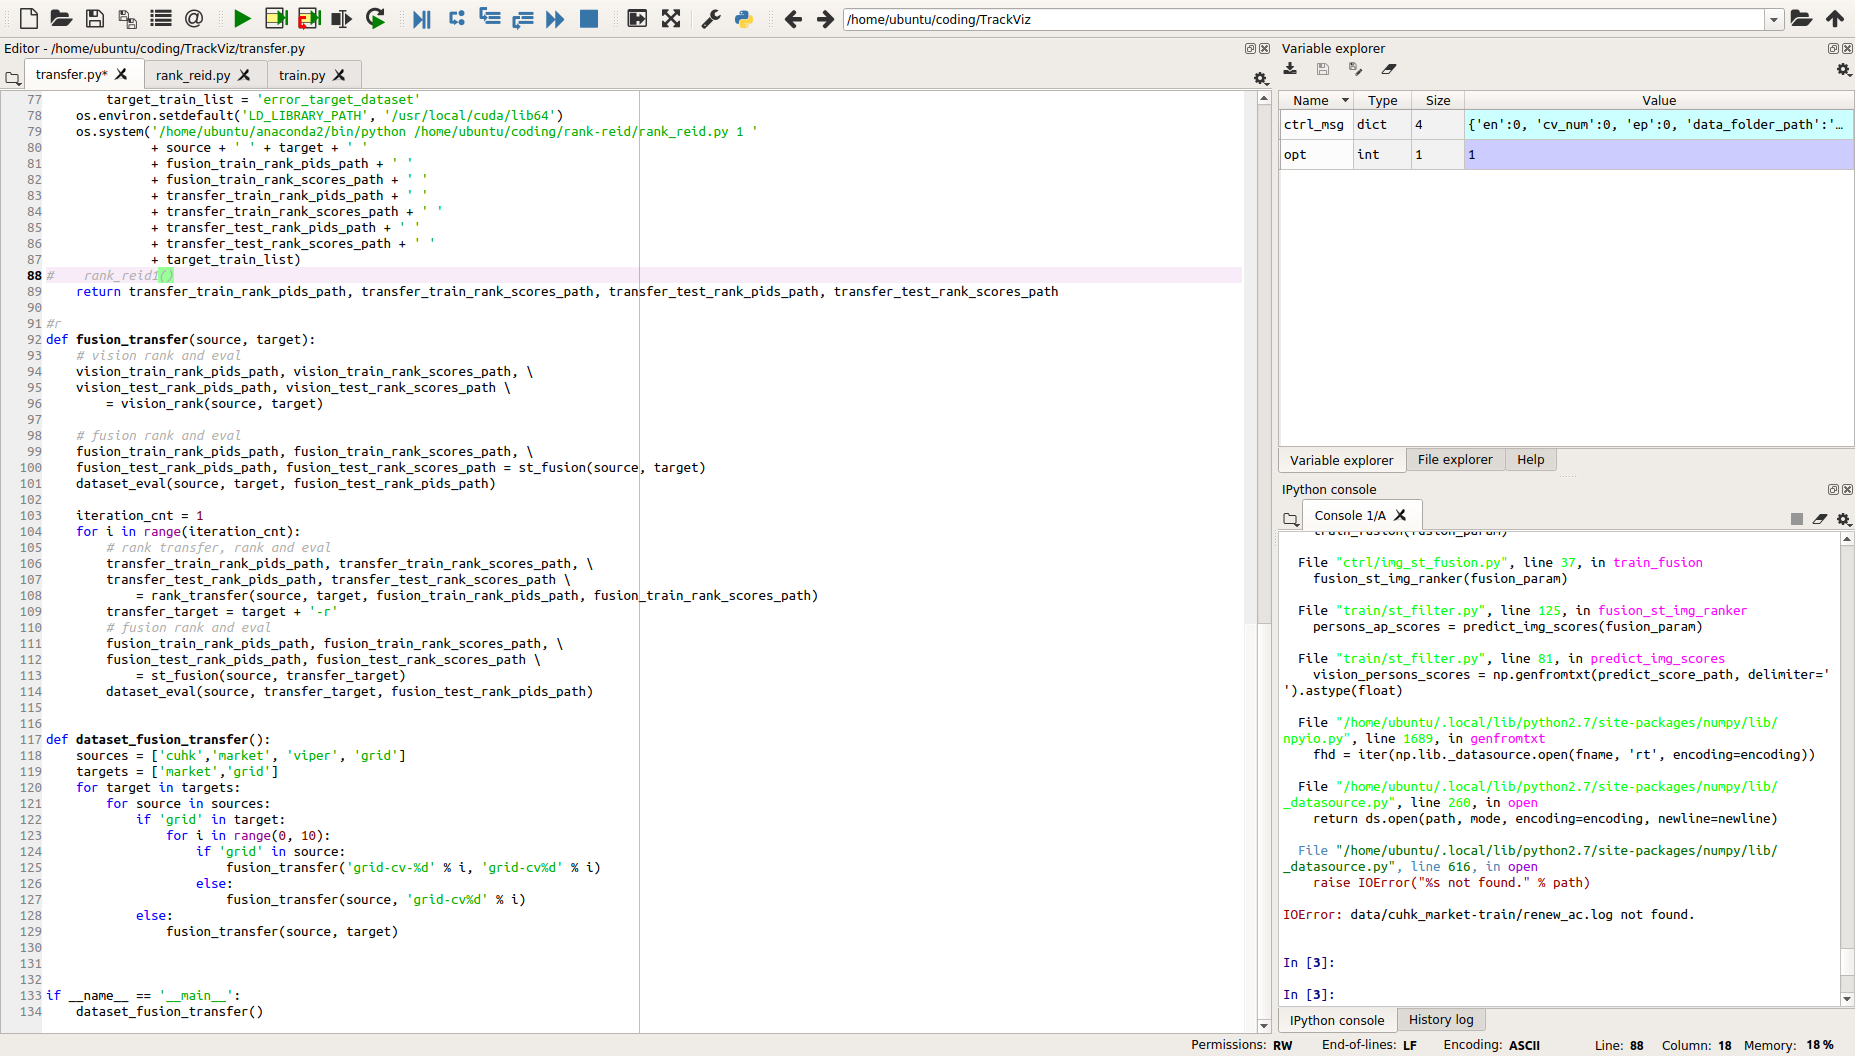 /home/ubuntu/coding/TrackViz
Editor - /home/ubuntu/coding/TrackViz/transfer.py
transfer.py*
rank_reid.py
train.py
77         target_train_list = 'error_target_dataset'
78     os.environ.setdefault('LD_LIBRARY_PATH', '/usr/local/cuda/lib64')
79     os.system('/home/ubuntu/anaconda2/bin/python /home/ubuntu/coding/rank-reid/rank_reid.py 1 '
80               + source + ' ' + target + ' '
81               + fusion_train_rank_pids_path + ' '
82               + fusion_train_rank_scores_path + ' '
83               + transfer_train_rank_pids_path + ' '
84               + transfer_train_rank_scores_path + ' '
85               + transfer_test_rank_pids_path + ' '
86               + transfer_test_rank_scores_path + ' '
87               + target_train_list)
88 #    rank_reid1()
89     return transfer_train_rank_pids_path, transfer_train_rank_scores_path, transfer_test_rank_pids_path, transfer_test_rank_scores_path
90
91 #r
92 def fusion_transfer(source, target):
93     # vision rank and eval
94     vision_train_rank_pids_path, vision_train_rank_scores_path, \
95     vision_test_rank_pids_path, vision_test_rank_scores_path \
96         = vision_rank(source, target)
97
98     # fusion rank and eval
99     fusion_train_rank_pids_path, fusion_train_rank_scores_path, \
100     fusion_test_rank_pids_path, fusion_test_rank_scores_path = st_fusion(source, target)
101     dataset_eval(source, target, fusion_test_rank_pids_path)
102
103     iteration_cnt = 1
104     for i in range(iteration_cnt):
105         # rank transfer, rank and eval
106         transfer_train_rank_pids_path, transfer_train_rank_scores_path, \
107         transfer_test_rank_pids_path, transfer_test_rank_scores_path \
108             = rank_transfer(source, target, fusion_train_rank_pids_path, fusion_train_rank_scores_path)
109         transfer_target = target + '-r'
110         # fusion rank and eval
111         fusion_train_rank_pids_path, fusion_train_rank_scores_path, \
112         fusion_test_rank_pids_path, fusion_test_rank_scores_path \
113             = st_fusion(source, transfer_target)
114         dataset_eval(source, transfer_target, fusion_test_rank_pids_path)
115
116
117 def dataset_fusion_transfer():
118     sources = ['cuhk','market', 'viper', 'grid']
119     targets = ['market','grid']
120     for target in targets:
121         for source in sources:
122             if 'grid' in target:
123                 for i in range(0, 10):
124                     if 'grid' in source:
125                         fusion_transfer('grid-cv-%d' % i, 'grid-cv%d' % i)
126                     else:
127                         fusion_transfer(source, 'grid-cv%d' % i)
128             else:
129                 fusion_transfer(source, target)
130
131
132
133 if __name__ == '__main__':
134     dataset_fusion_transfer()
Variable explorer
Name Type Size Value
ctrl_msg dict 4 {'en':0, 'cv_num':0, 'ep':0, 'data_folder_path':'...
opt int 1 1
Variable explorer File explorer Help
IPython console
Console 1/A
train_fusion(fusion_param)
File "ctrl/img_st_fusion.py", line 37, in train_fusion
fusion_st_img_ranker(fusion_param)
File "train/st_filter.py", line 125, in fusion_st_img_ranker
persons_ap_scores = predict_img_scores(fusion_param)
File "train/st_filter.py", line 81, in predict_img_scores
vision_persons_scores = np.genfromtxt(predict_score_path, delimiter='
').astype(float)
File "/home/ubuntu/.local/lib/python2.7/site-packages/numpy/lib/
npyio.py", line 1689, in genfromtxt
fhd = iter(np.lib._datasource.open(fname, 'rt', encoding=encoding))
File "/home/ubuntu/.local/lib/python2.7/site-packages/numpy/lib/
_datasource.py", line 260, in open
return ds.open(path, mode, encoding=encoding, newline=newline)
File "/home/ubuntu/.local/lib/python2.7/site-packages/numpy/lib/
_datasource.py", line 616, in open
raise IOError("%s not found." % path)
IOError: data/cuhk_market-train/renew_ac.log not found.
In [3]:
In [3]:
IPython console History log
Permissions: RW End-of-lines: LF Encoding: ASCII Line: 88 Column: 18 Memory: 18 %